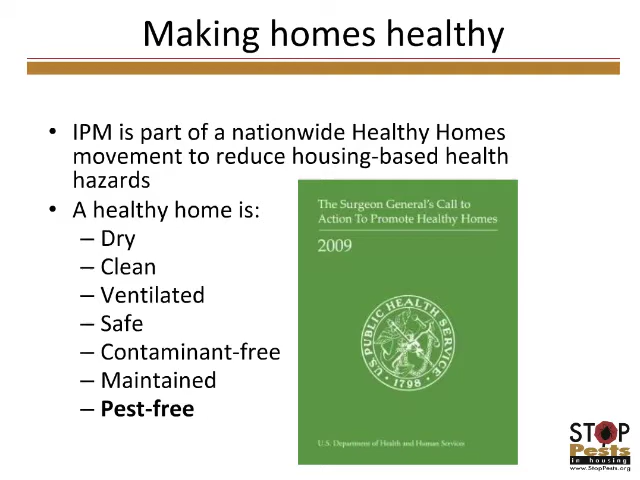 Making homes healthy
• IPM is part of a nationwide Healthy Homes
movement to reduce housing-based health
hazards
• A healthy home is:
– Dry
– Clean
– Ventilated
– Safe
– Contaminant-free
– Maintained
– Pest-free
The Surgeon General's Call to
Action To Promote Healthy Homes
2009
U.S. PUBLIC HEALTH SERVICE
• 1798 •
U.S. Department of Health and Human Services
STOP
Pests
in housing
www.StopPests.org